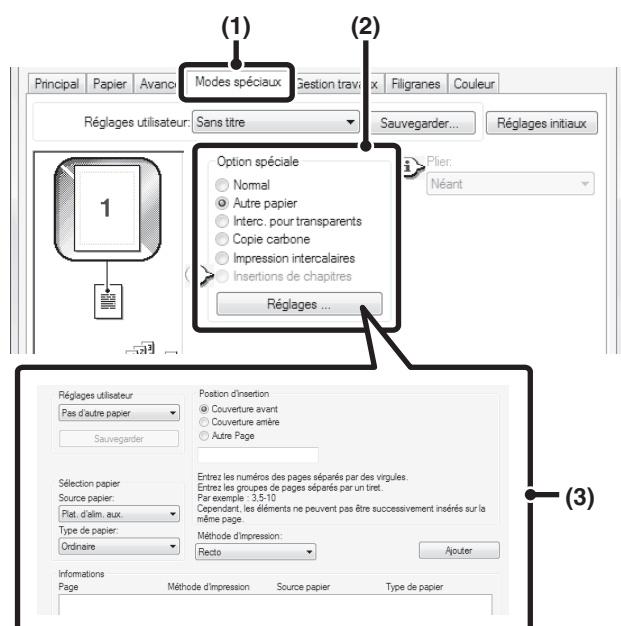 (1) (2)
Principal Papier Avancé Modes spéciaux Gestion travaux Filigranes Couleur
Réglages utilisateur: Sans titre Sauvegarder... Réglages initiaux
Option spéciale
Plier:
Normal
Néant
Autre papier
1
Interc. pour transparents
Copie carbone
Impression intercalaires
Insertions de chapitres
Réglages ...
Réglages utilisateur
Pas d'autre papier
Sauvegarder
Position d'insertion
Couverture avant
Couverture arrière
Autre Page
Entrez les numéros des pages séparés par des virgules.
Entrez les groupes de pages séparés par un tiret.
Par exemple : 3,5-10
Cependant, les éléments ne peuvent pas être successivement insérés sur la
même page.
Sélection papier
Source papier:
Plat. d'alim. aux.
Type de papier:
Ordinaire
Méthode d'impression:
Recto
Ajouter
(3)
Informations
Page Méthode d'impression Source papier Type de papier